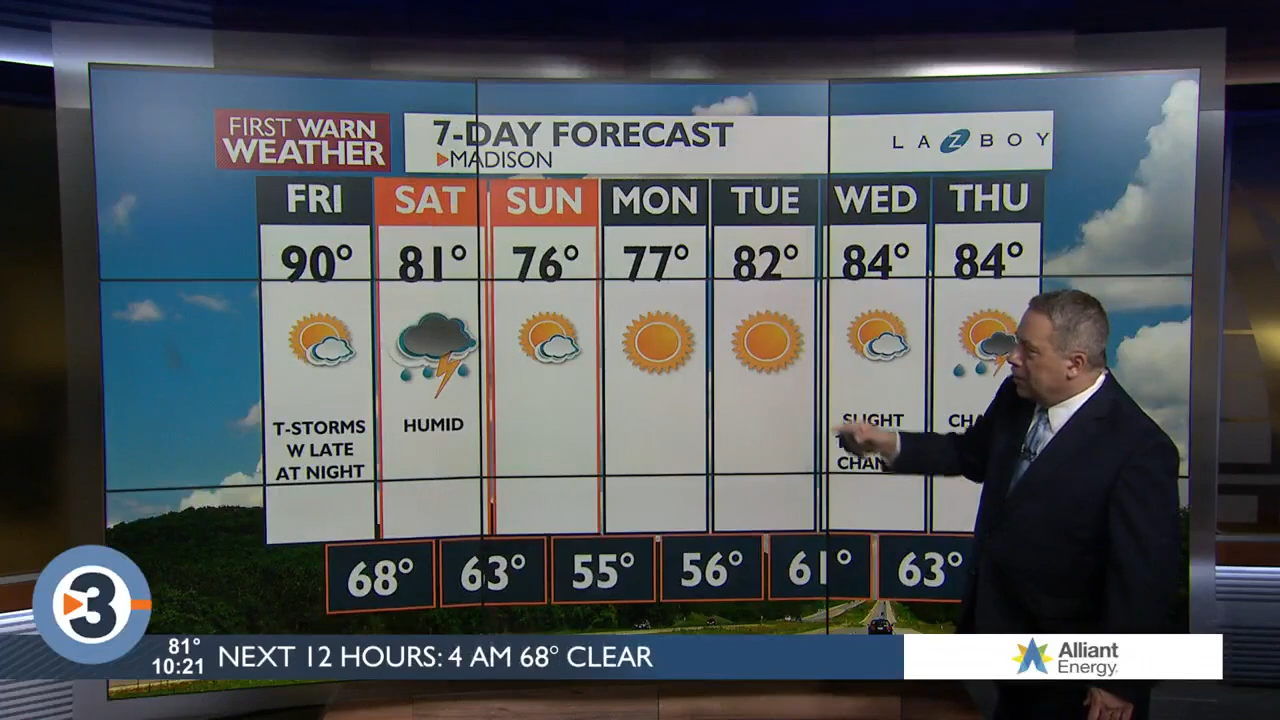 FIRST WARN
WEATHER
7-DAY FORECAST
MADISON
LAZBOY
FRI SAT SUN MON TUE WED THU
90° 81° 76° 77° 82° 84° 84°
T-STORMS
W LATE
AT NIGHT
HUMID
SLIGHT
68° 63° 55° 56° 61° 63°
3
81°
10:21
NEXT 12 HOURS: 4 AM 68° CLEAR
Alliant
Energy